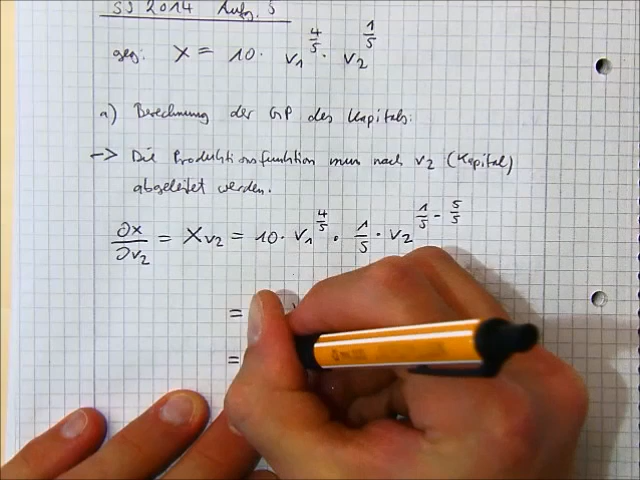 SS 2014 Aufg. 5
geg: x = 10 · v₁^(4/5) · v₂^(1/5)
a) Berechnung der GP des Kapitals:
-> Die Produktionsfunktion muss nach v₂ (Kapital)
abgeleitet werden.
∂x/∂v₂ = Xv₂ = 10 · v₁^(4/5) · 1/5 · v₂^(1/5 - 5/5)
=
=